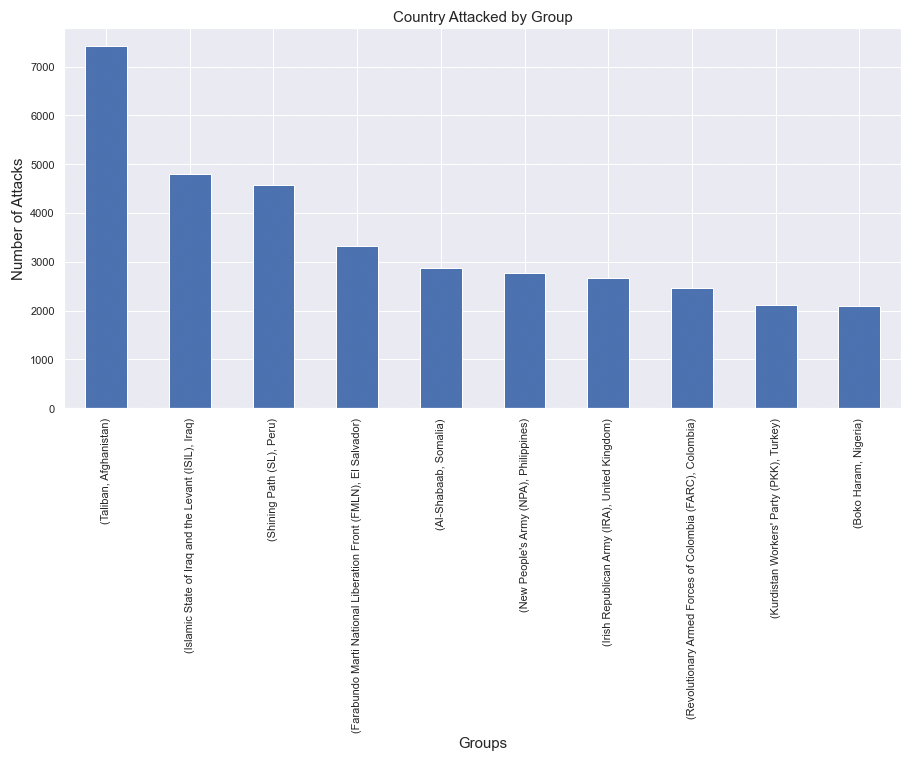 Country Attacked by Group
Number of Attacks
7000
6000
5000
4000
3000
2000
1000
0
(Taliban, Afghanistan)
(Islamic State of Iraq and the Levant (ISIL), Iraq)
(Shining Path (SL), Peru)
(Farabundo Marti National Liberation Front (FMLN), El Salvador)
(Al-Shabaab, Somalia)
(New People's Army (NPA), Philippines)
(Irish Republican Army (IRA), United Kingdom)
(Revolutionary Armed Forces of Colombia (FARC), Colombia)
(Kurdistan Workers' Party (PKK), Turkey)
(Boko Haram, Nigeria)
Groups